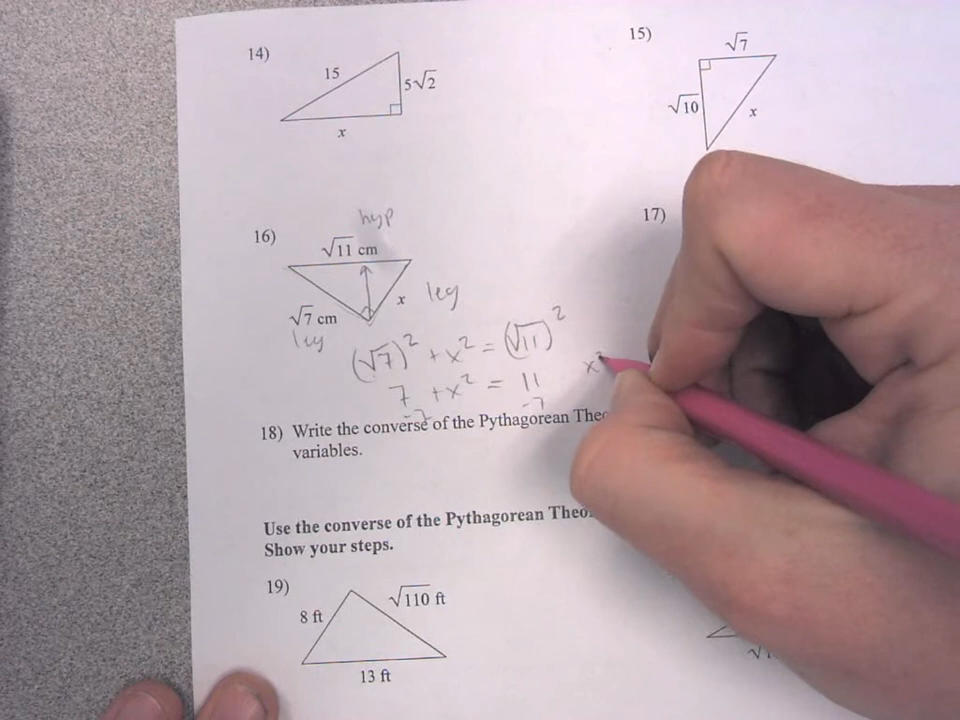 14)
15
5√2
x
15)
√7
√10
x
hyp
16)
√11 cm
√7 cm
x
leg
leg
(√7)² + x² = (√11)²
7 + x² = 11
-7 -7
x²
17)
18) Write the converse of the Pythagorean
variables.
Use the converse of the Pythagorean
Show your steps.
19)
8 ft
√110 ft
13 ft